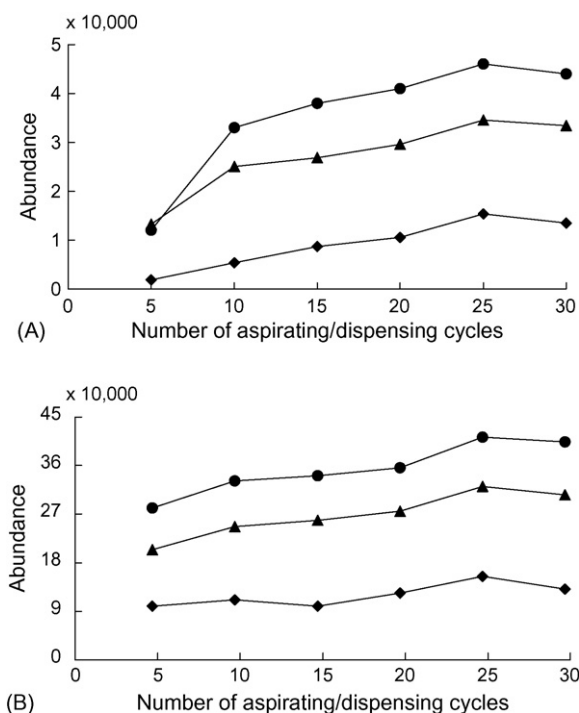 x 10,000
5
4
3
2
1
0
Abundance
0 5 10 15 20 25 30
(A) Number of aspirating/dispensing cycles
x 10,000
45
36
27
18
9
0
Abundance
0 5 10 15 20 25 30
(B) Number of aspirating/dispensing cycles